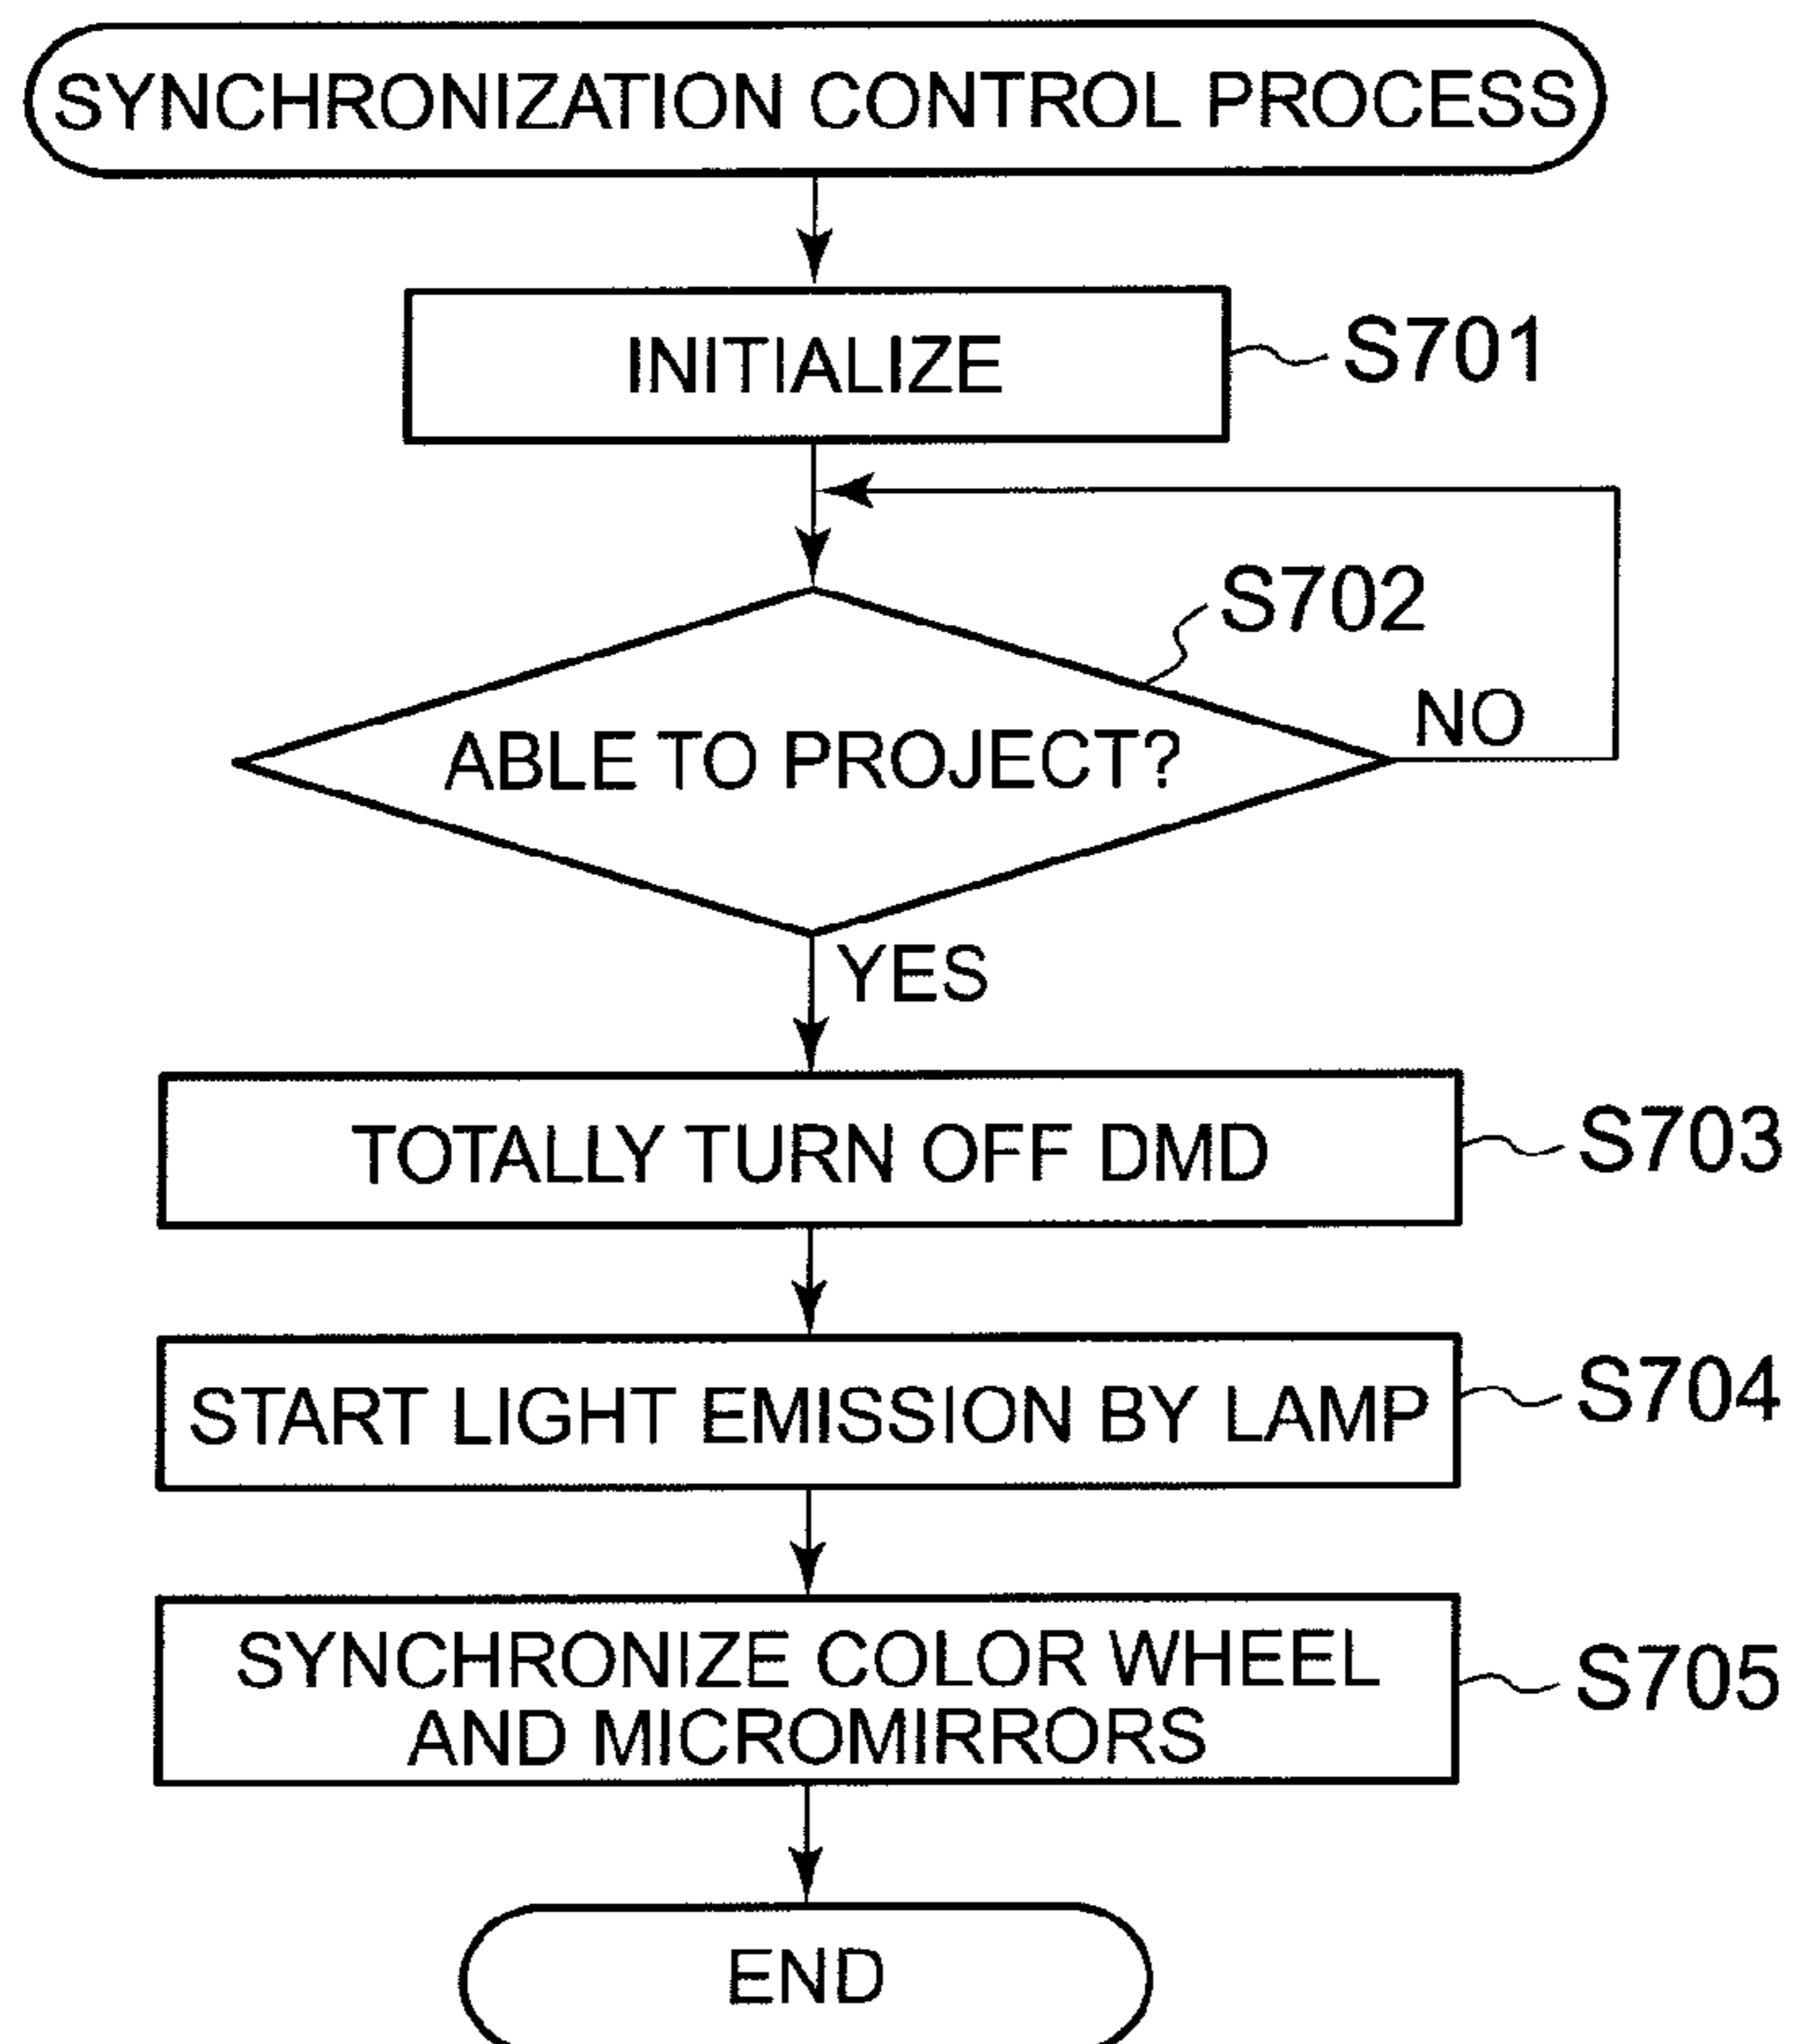 SYNCHRONIZATION CONTROL PROCESS
INITIALIZE
S701
S702
ABLE TO PROJECT?
NO
YES
TOTALLY TURN OFF DMD
S703
START LIGHT EMISSION BY LAMP
S704
SYNCHRONIZE COLOR WHEEL
AND MICROMIRRORS
S705
END